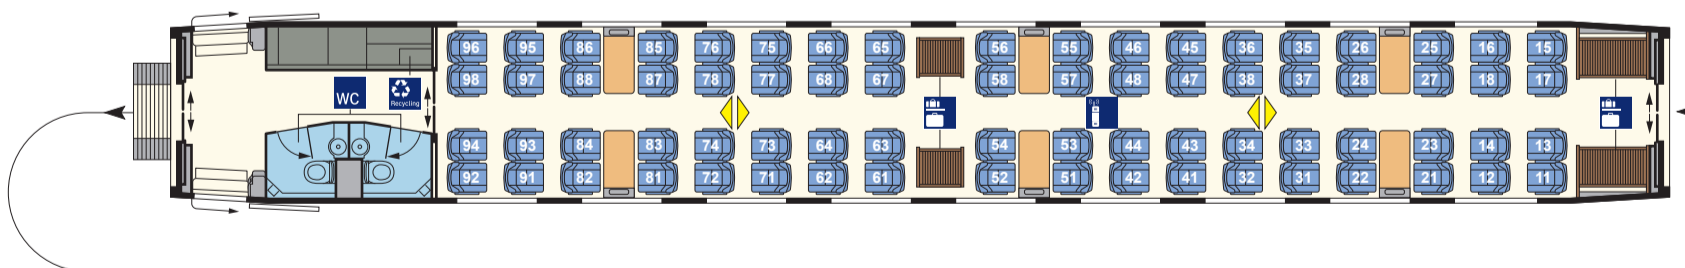 96 95 86 85 76 75 66 65 56 55 46 45 36 35 26 25 16 15
98 97 88 87 78 77 68 67 58 57 48 47 38 37 28 27 18 17
WC
Recycling
94 93 84 83 74 73 64 63 54 53 44 43 34 33 24 23 14 13
92 91 82 81 72 71 62 61 52 51 42 41 32 31 22 21 12 11